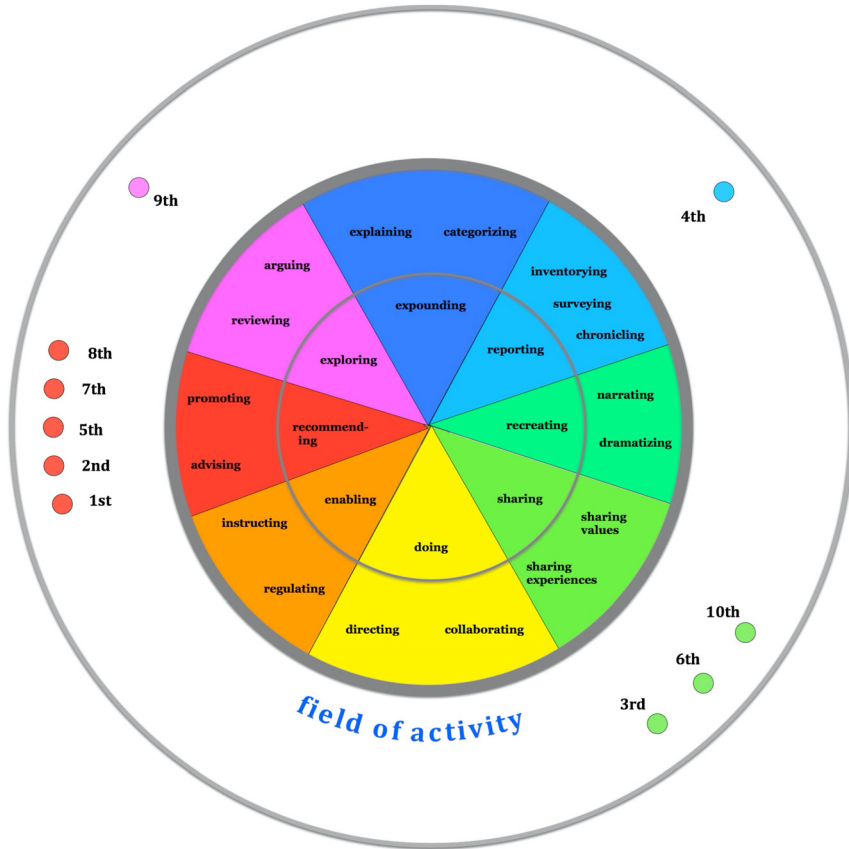 9th
4th
explaining
categorizing
arguing
inventorying
expounding
surveying
reviewing
chronicling
8th
exploring
reporting
7th
promoting
narrating
5th
recommend-
ing
recreating
dramatizing
2nd
advising
1st
enabling
sharing
instructing
sharing
values
doing
sharing
experiences
regulating
directing
collaborating
10th
6th
3rd
field of activity